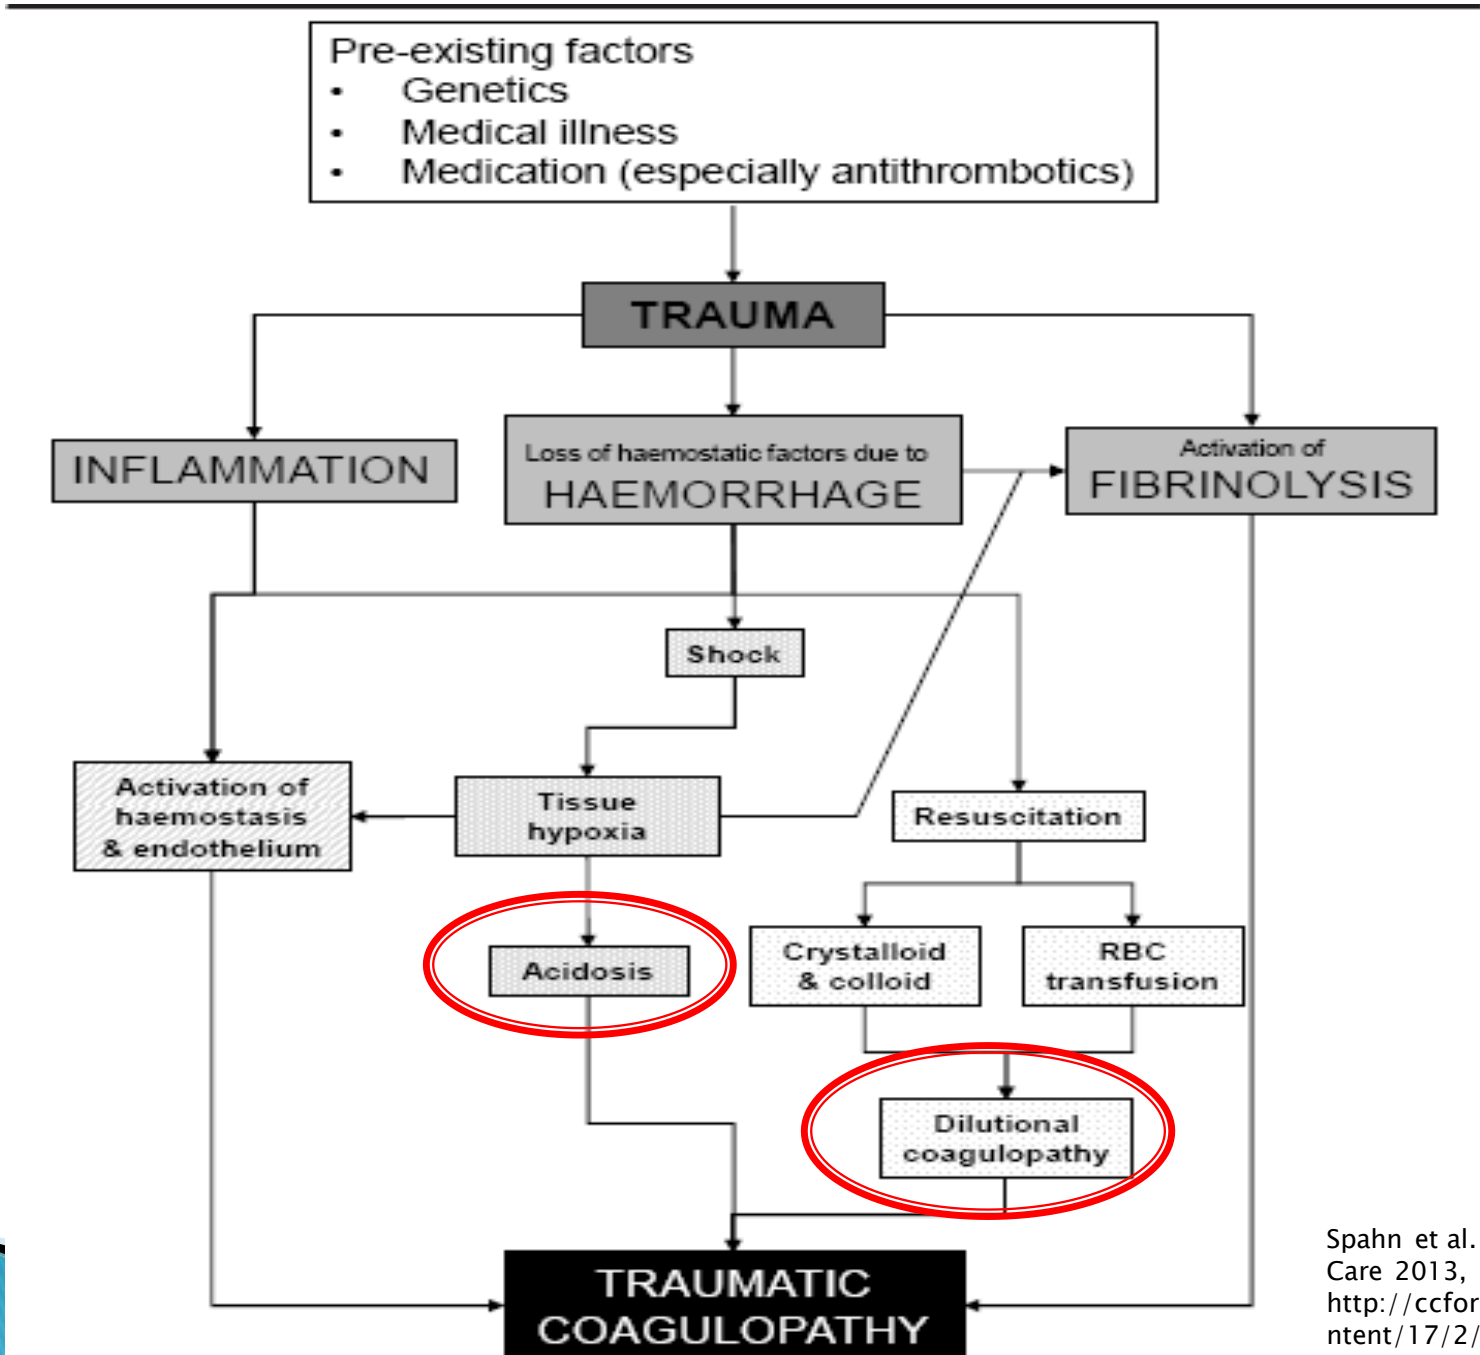 Pre-existing factors
• Genetics
• Medical illness
• Medication (especially antithrombotics)
TRAUMA
INFLAMMATION
Loss of haemostatic factors due to
HAEMORRHAGE
Activation of
FIBRINOLYSIS
Shock
Activation of
haemostasis
& endothelium
Tissue
hypoxia
Resuscitation
Acidosis
Crystalloid
& colloid
RBC
transfusion
Dilutional
coagulopathy
TRAUMATIC
COAGULOPATHY
Spahn et al.
Care 2013,
http://ccfor
ntent/17/2/